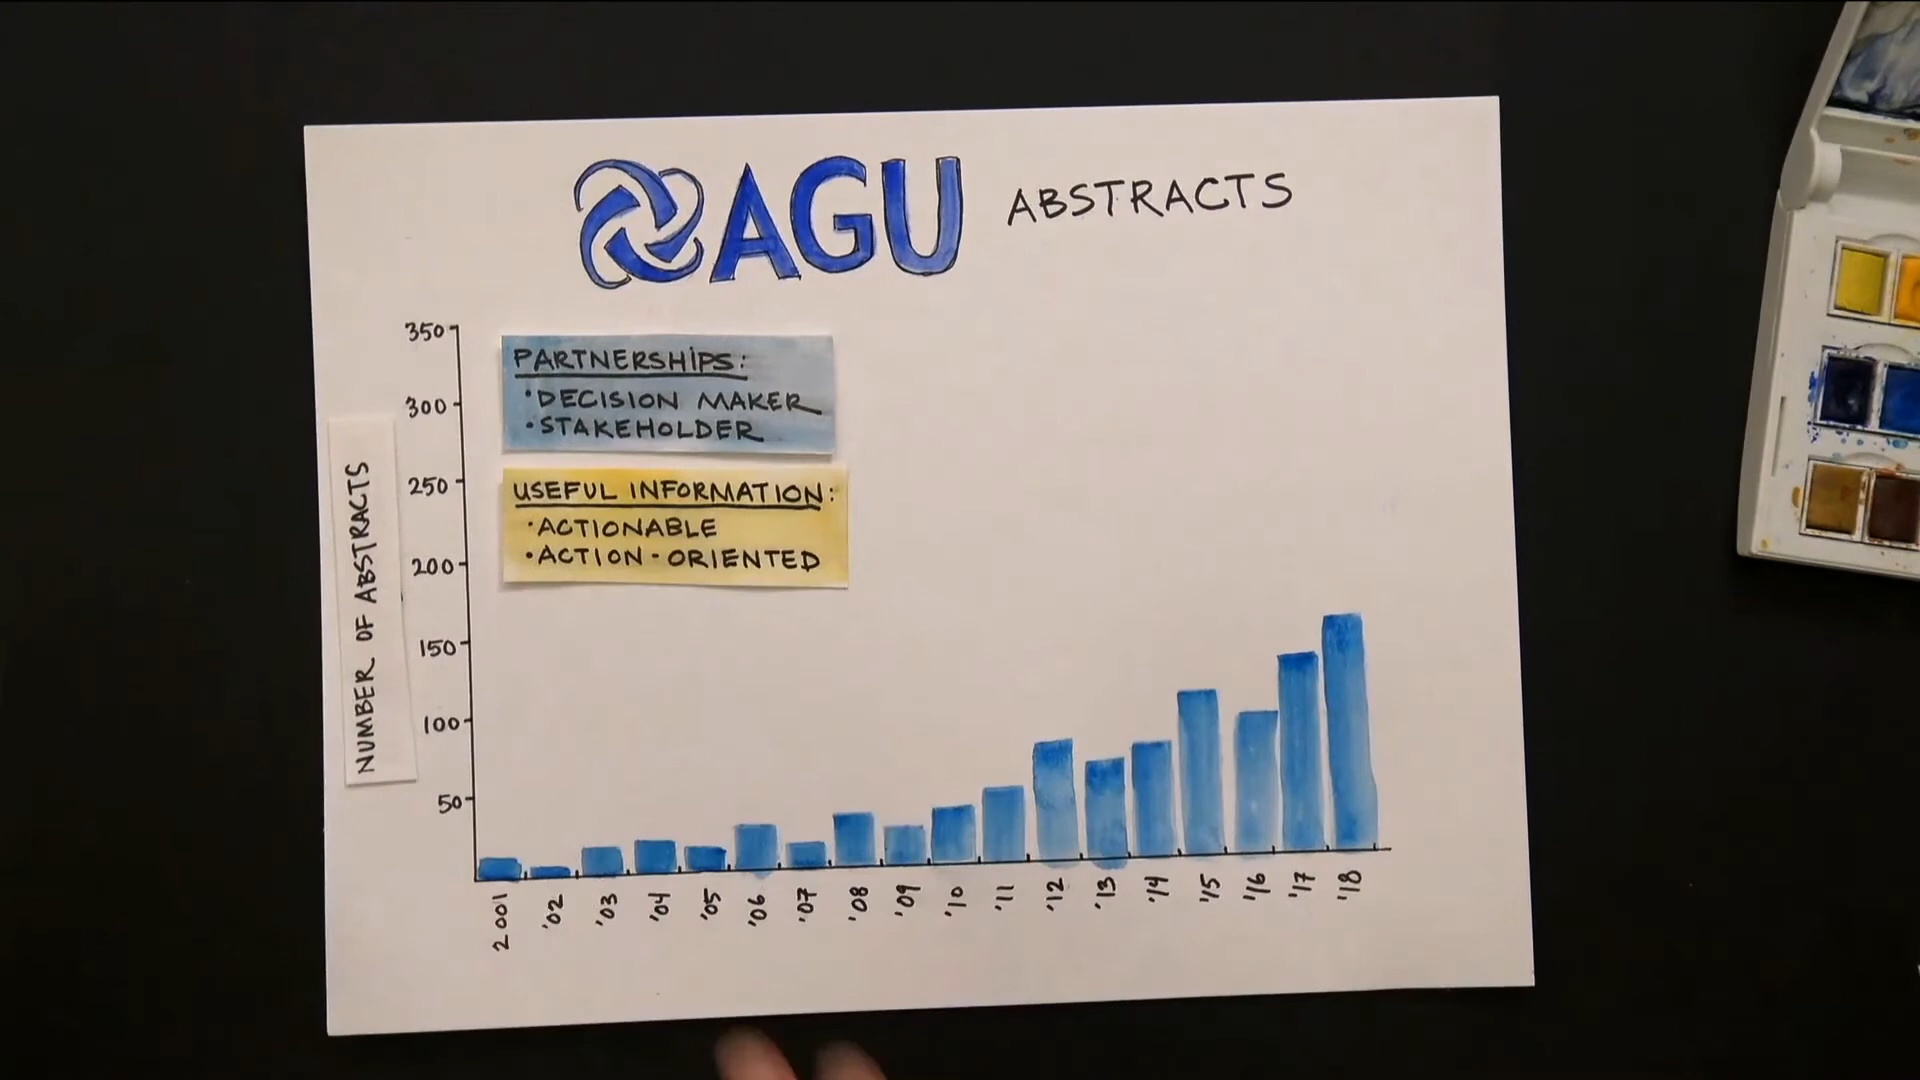 AGU ABSTRACTS
350
300
250
200
150
100
50
NUMBER OF ABSTRACTS
PARTNERSHIPS:
• DECISION MAKER
• STAKEHOLDER
USEFUL INFORMATION:
• ACTIONABLE
• ACTION-ORIENTED
2001 '02 '03 '04 '05 '06 '07 '08 '09 '10 '11 '12 '13 '14 '15 '16 '17 '18